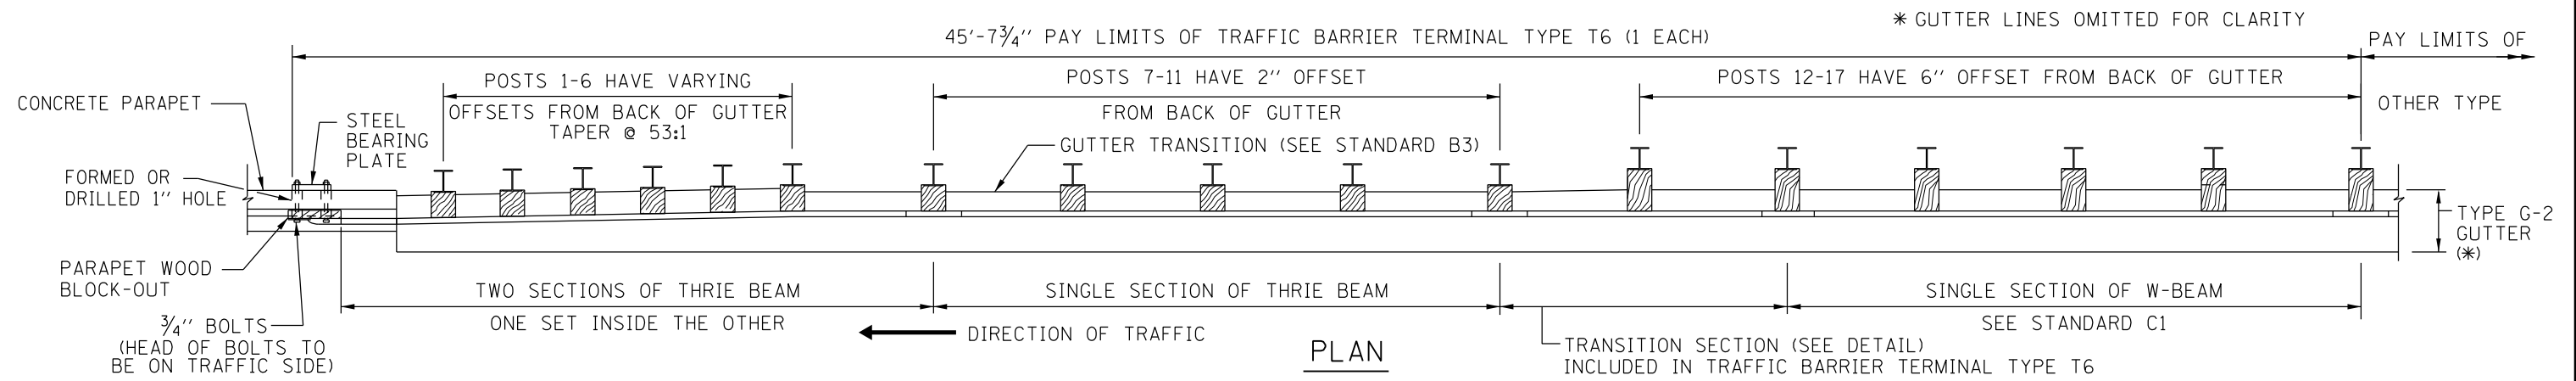 * GUTTER LINES OMITTED FOR CLARITY
45'-7¾'' PAY LIMITS OF TRAFFIC BARRIER TERMINAL TYPE T6 (1 EACH)
PAY LIMITS OF
OTHER TYPE
POSTS 1-6 HAVE VARYING
OFFSETS FROM BACK OF GUTTER
TAPER @ 53:1
POSTS 7-11 HAVE 2'' OFFSET
FROM BACK OF GUTTER
POSTS 12-17 HAVE 6'' OFFSET FROM BACK OF GUTTER
CONCRETE PARAPET
STEEL
BEARING
PLATE
GUTTER TRANSITION (SEE STANDARD B3)
FORMED OR
DRILLED 1'' HOLE
TYPE G-2
GUTTER
(*)
PARAPET WOOD
BLOCK-OUT
TWO SECTIONS OF THRIE BEAM
ONE SET INSIDE THE OTHER
SINGLE SECTION OF THRIE BEAM
SINGLE SECTION OF W-BEAM
SEE STANDARD C1
¾'' BOLTS
(HEAD OF BOLTS TO
BE ON TRAFFIC SIDE)
DIRECTION OF TRAFFIC
TRANSITION SECTION (SEE DETAIL)
INCLUDED IN TRAFFIC BARRIER TERMINAL TYPE T6
PLAN